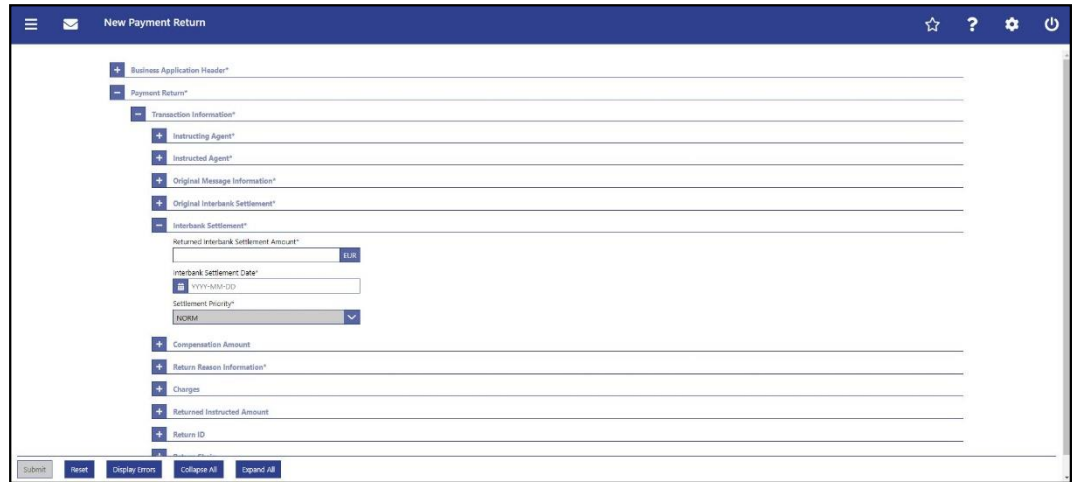 New Payment Return
?
+ Business Application Header*
- Payment Return*
- Transaction Information*
+ Instructing Agent*
+ Instructed Agent*
+ Original Message Information*
+ Original Interbank Settlement*
- Interbank Settlement*
Returned Interbank Settlement Amount*
EUR
Interbank Settlement Date*
YYYY-MM-DD
Settlement Priority*
NORM
+ Compensation Amount
+ Return Reason Information*
+ Charges
+ Returned Instructed Amount
+ Return ID
Submit Reset Display Errors Collapse All Expand All